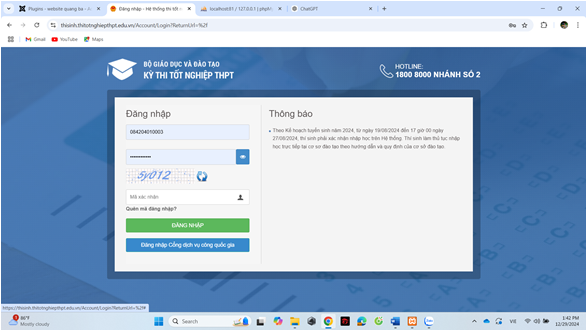 Plugins - website quang ba - A
Đăng nhập - Hệ thống thi tốt
localhost:81 / 127.0.0.1 | phpM
ChatGPT
thisinh.thitotnghiepthpt.edu.vn/Account/Login?ReturnUrl=%2f
Gmail
YouTube
Maps
BỘ GIÁO DỤC VÀ ĐÀO TẠO
KỲ THI TỐT NGHIỆP THPT
HOTLINE:
1800 8000 NHÁNH SỐ 2
Đăng nhập
084204010003
5y012
Mã xác nhận
Quên mã đăng nhập?
ĐĂNG NHẬP
Đăng nhập Cổng dịch vụ công quốc gia
Thông báo
Theo Kế hoạch tuyển sinh năm 2024, từ ngày 19/08/2024 đến 17 giờ 00 ngày
27/08/2024, thí sinh phải xác nhận nhập học trên Hệ thống. Thí sinh làm thủ tục nhập
học trực tiếp tại cơ sở đào tạo theo hướng dẫn và quy định của cơ sở đào tạo.
https://thisinh.thitotnghiepthpt.edu.vn/Account/Login?ReturnUrl=%2f#
Mostly cloudy
Search
VIE
1:42 PM
12/29/2024